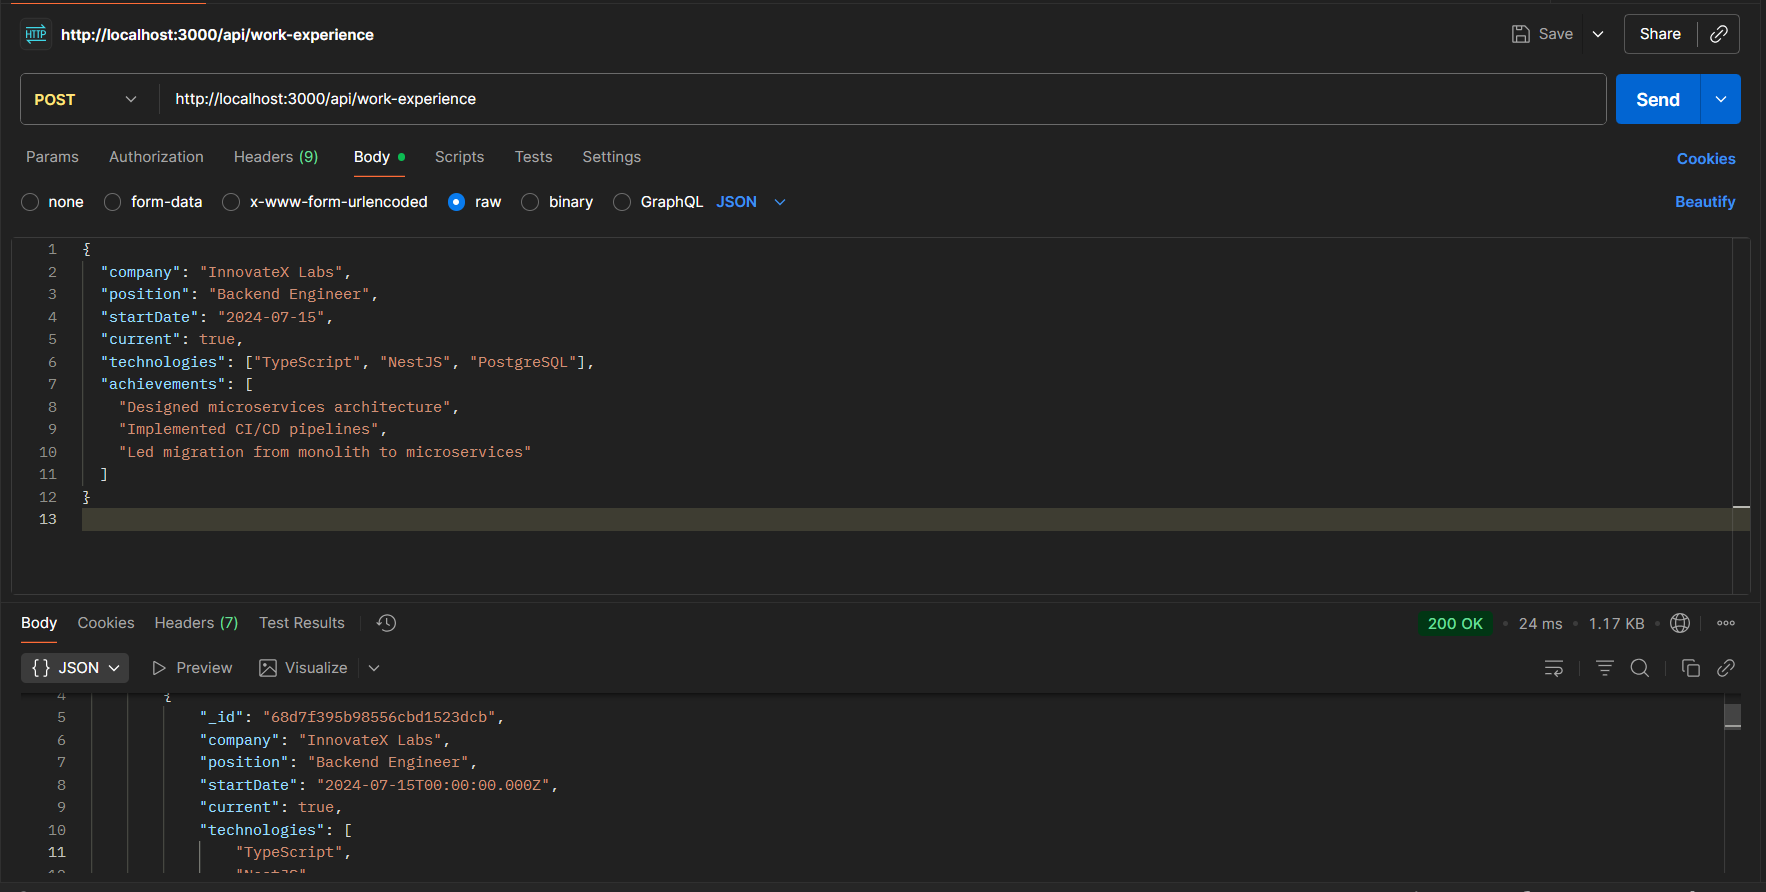 HTTP http://localhost:3000/api/work-experience Save Share
POST http://localhost:3000/api/work-experience Send
Params Authorization Headers (9) Body Scripts Tests Settings Cookies
none form-data x-www-form-urlencoded raw binary GraphQL JSON Beautify
1 {
2 "company": "InnovateX Labs",
3 "position": "Backend Engineer",
4 "startDate": "2024-07-15",
5 "current": true,
6 "technologies": ["TypeScript", "NestJS", "PostgreSQL"],
7 "achievements": [
8 "Designed microservices architecture",
9 "Implemented CI/CD pipelines",
10 "Led migration from monolith to microservices"
11 ]
12 }
13
Body Cookies Headers (7) Test Results 200 OK 24 ms 1.17 KB
{} JSON Preview Visualize
4 {
5 "_id": "68d7f395b98556cbd1523dcb",
6 "company": "InnovateX Labs",
7 "position": "Backend Engineer",
8 "startDate": "2024-07-15T00:00:00.000Z",
9 "current": true,
10 "technologies": [
11 "TypeScript",
12 "NestJS"